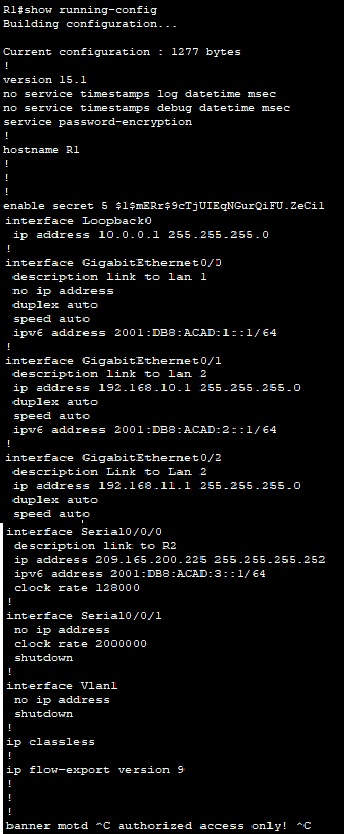 R1#show running-config
Building configuration...
Current configuration : 1277 bytes
!
version 15.1
no service timestamps log datetime msec
no service timestamps debug datetime msec
service password-encryption
!
hostname R1
!
!
!
enable secret 5 $1$mERr$9cTjUIEqNGurQiFU.ZeCi1
interface Loopback0
ip address 10.0.0.1 255.255.255.0
!
interface GigabitEthernet0/0
description link to lan 1
no ip address
duplex auto
speed auto
ipv6 address 2001:DB8:ACAD:1::1/64
!
interface GigabitEthernet0/1
description link to lan 2
ip address 192.168.10.1 255.255.255.0
duplex auto
speed auto
ipv6 address 2001:DB8:ACAD:2::1/64
!
interface GigabitEthernet0/2
description Link to Lan 2
ip address 192.168.11.1 255.255.255.0
duplex auto
speed auto
interface Serial0/0/0
description link to R2
ip address 209.165.200.225 255.255.255.252
ipv6 address 2001:DB8:ACAD:3::1/64
clock rate 128000
!
interface Serial0/0/1
no ip address
clock rate 2000000
shutdown
!
interface Vlan1
no ip address
shutdown
!
ip classless
!
ip flow-export version 9
!
!
!
banner motd ^C authorized access only! ^C